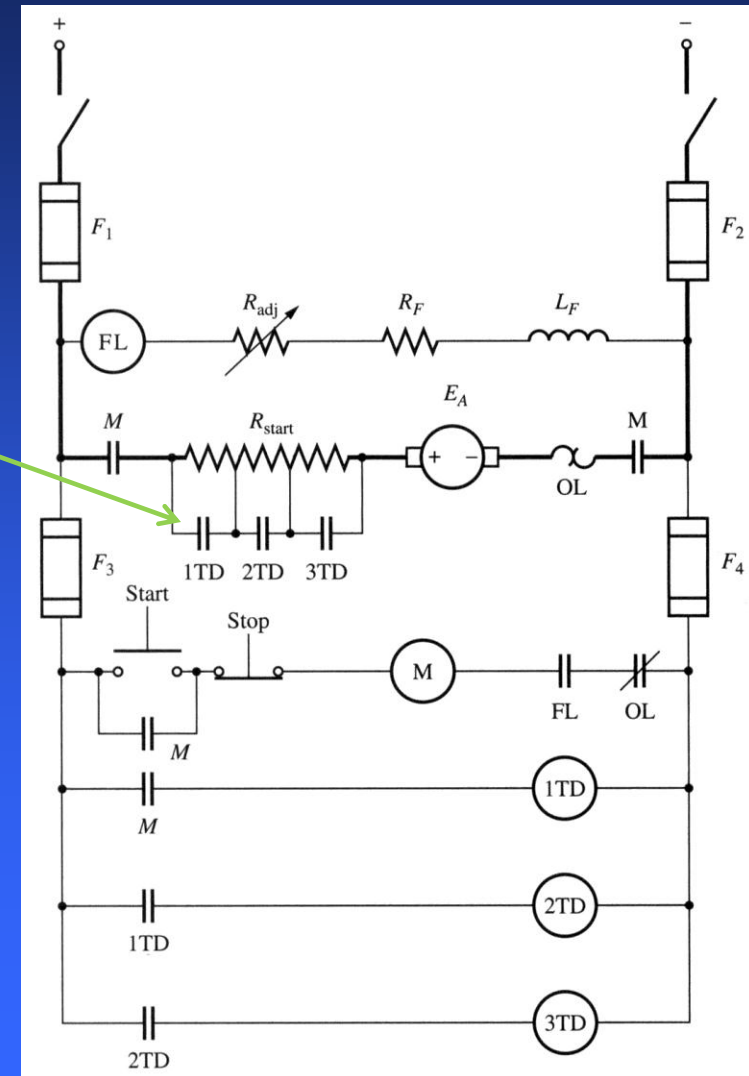 + −
F1 F2
Radj RF LF
FL
EA
M Rstart M
+ −
OL
1TD 2TD 3TD
F3 F4
Start
Stop
M
FL OL
M
1TD
M
2TD
1TD
3TD
2TD